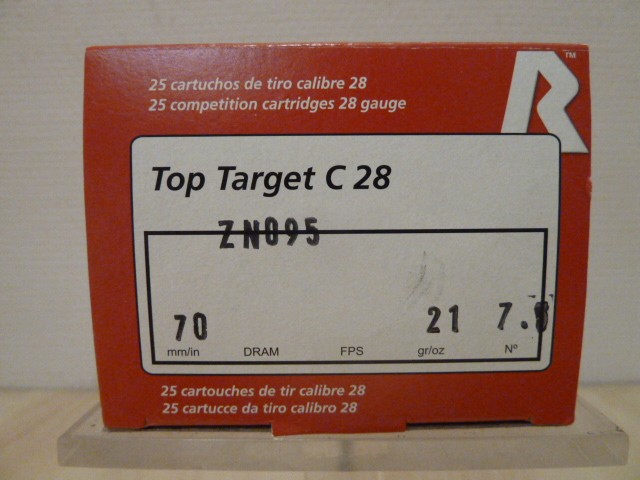 25 cartuchos de tiro calibre 28
25 competition cartridges 28 gauge
R™
Top Target C 28
ZN095
70 21
mm/in DRAM FPS gr/oz Nº
25 cartouches de tir calibre 28
25 cartucce da tiro calibro 28